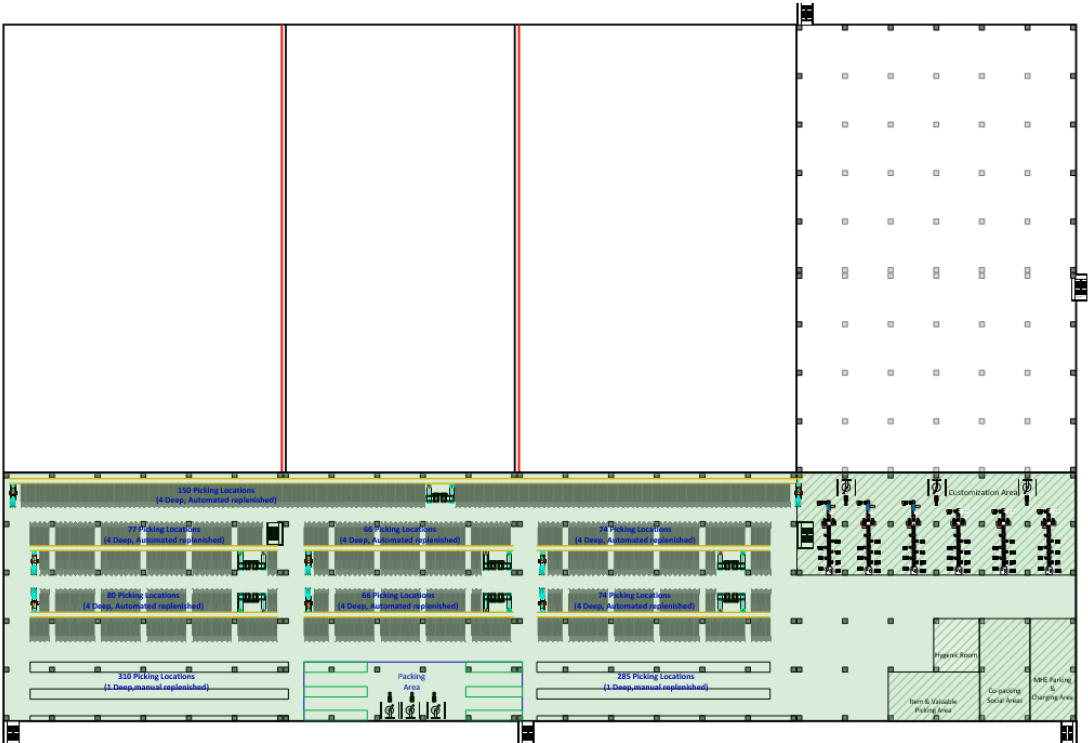 150 Picking Locations
(4 Deep, Automated replenished)
Customization Area
77 Picking Locations
(4 Deep, Automated replenished)
66 Picking Locations
(4 Deep, Automated replenished)
74 Picking Locations
(4 Deep, Automated replenished)
80 Picking Locations
(4 Deep, Automated replenished)
66 Picking Locations
(4 Deep, Automated replenished)
74 Picking Locations
(4 Deep, Automated replenished)
310 Picking Locations
(1 Deep,manual replenished)
Packing
Area
285 Picking Locations
(1 Deep,manual replenished)
Hygenic Room
Item & Valuable
Picking Area
Co-packing
Social Areas
MHE Parking
&
Charging Area